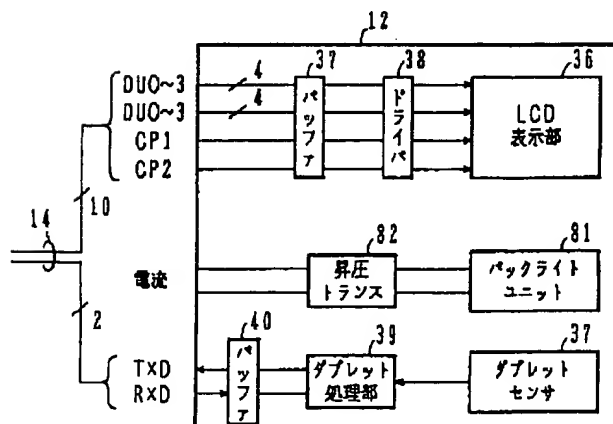 12
DUO~3
4
37
バッファ
38
ドライバ
36
LCD
表示部
DUO~3
4
CP1
CP2
10
14
電流
82
昇圧
トランス
81
バックライト
ユニット
2
TXD
RXD
40
バッファ
39
タブレット
処理部
37
タブレット
センサ